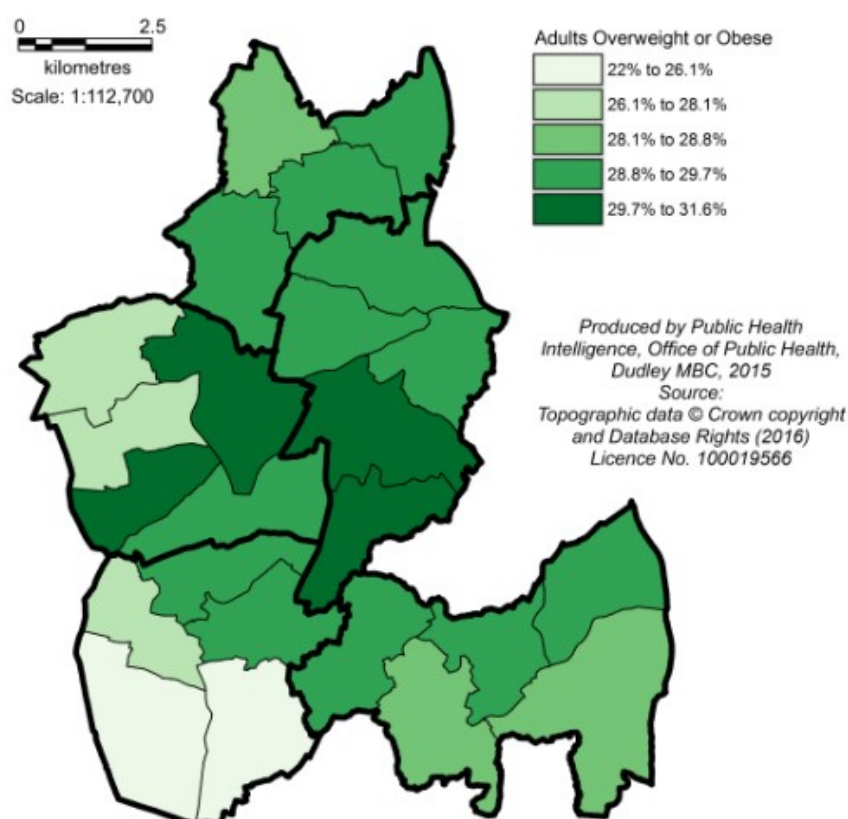 0 2.5
kilometres
Scale: 1:112,700
Adults Overweight or Obese
22% to 26.1%
26.1% to 28.1%
28.1% to 28.8%
28.8% to 29.7%
29.7% to 31.6%
Produced by Public Health
Intelligence, Office of Public Health,
Dudley MBC, 2015
Source:
Topographic data © Crown copyright
and Database Rights (2016)
Licence No. 100019566